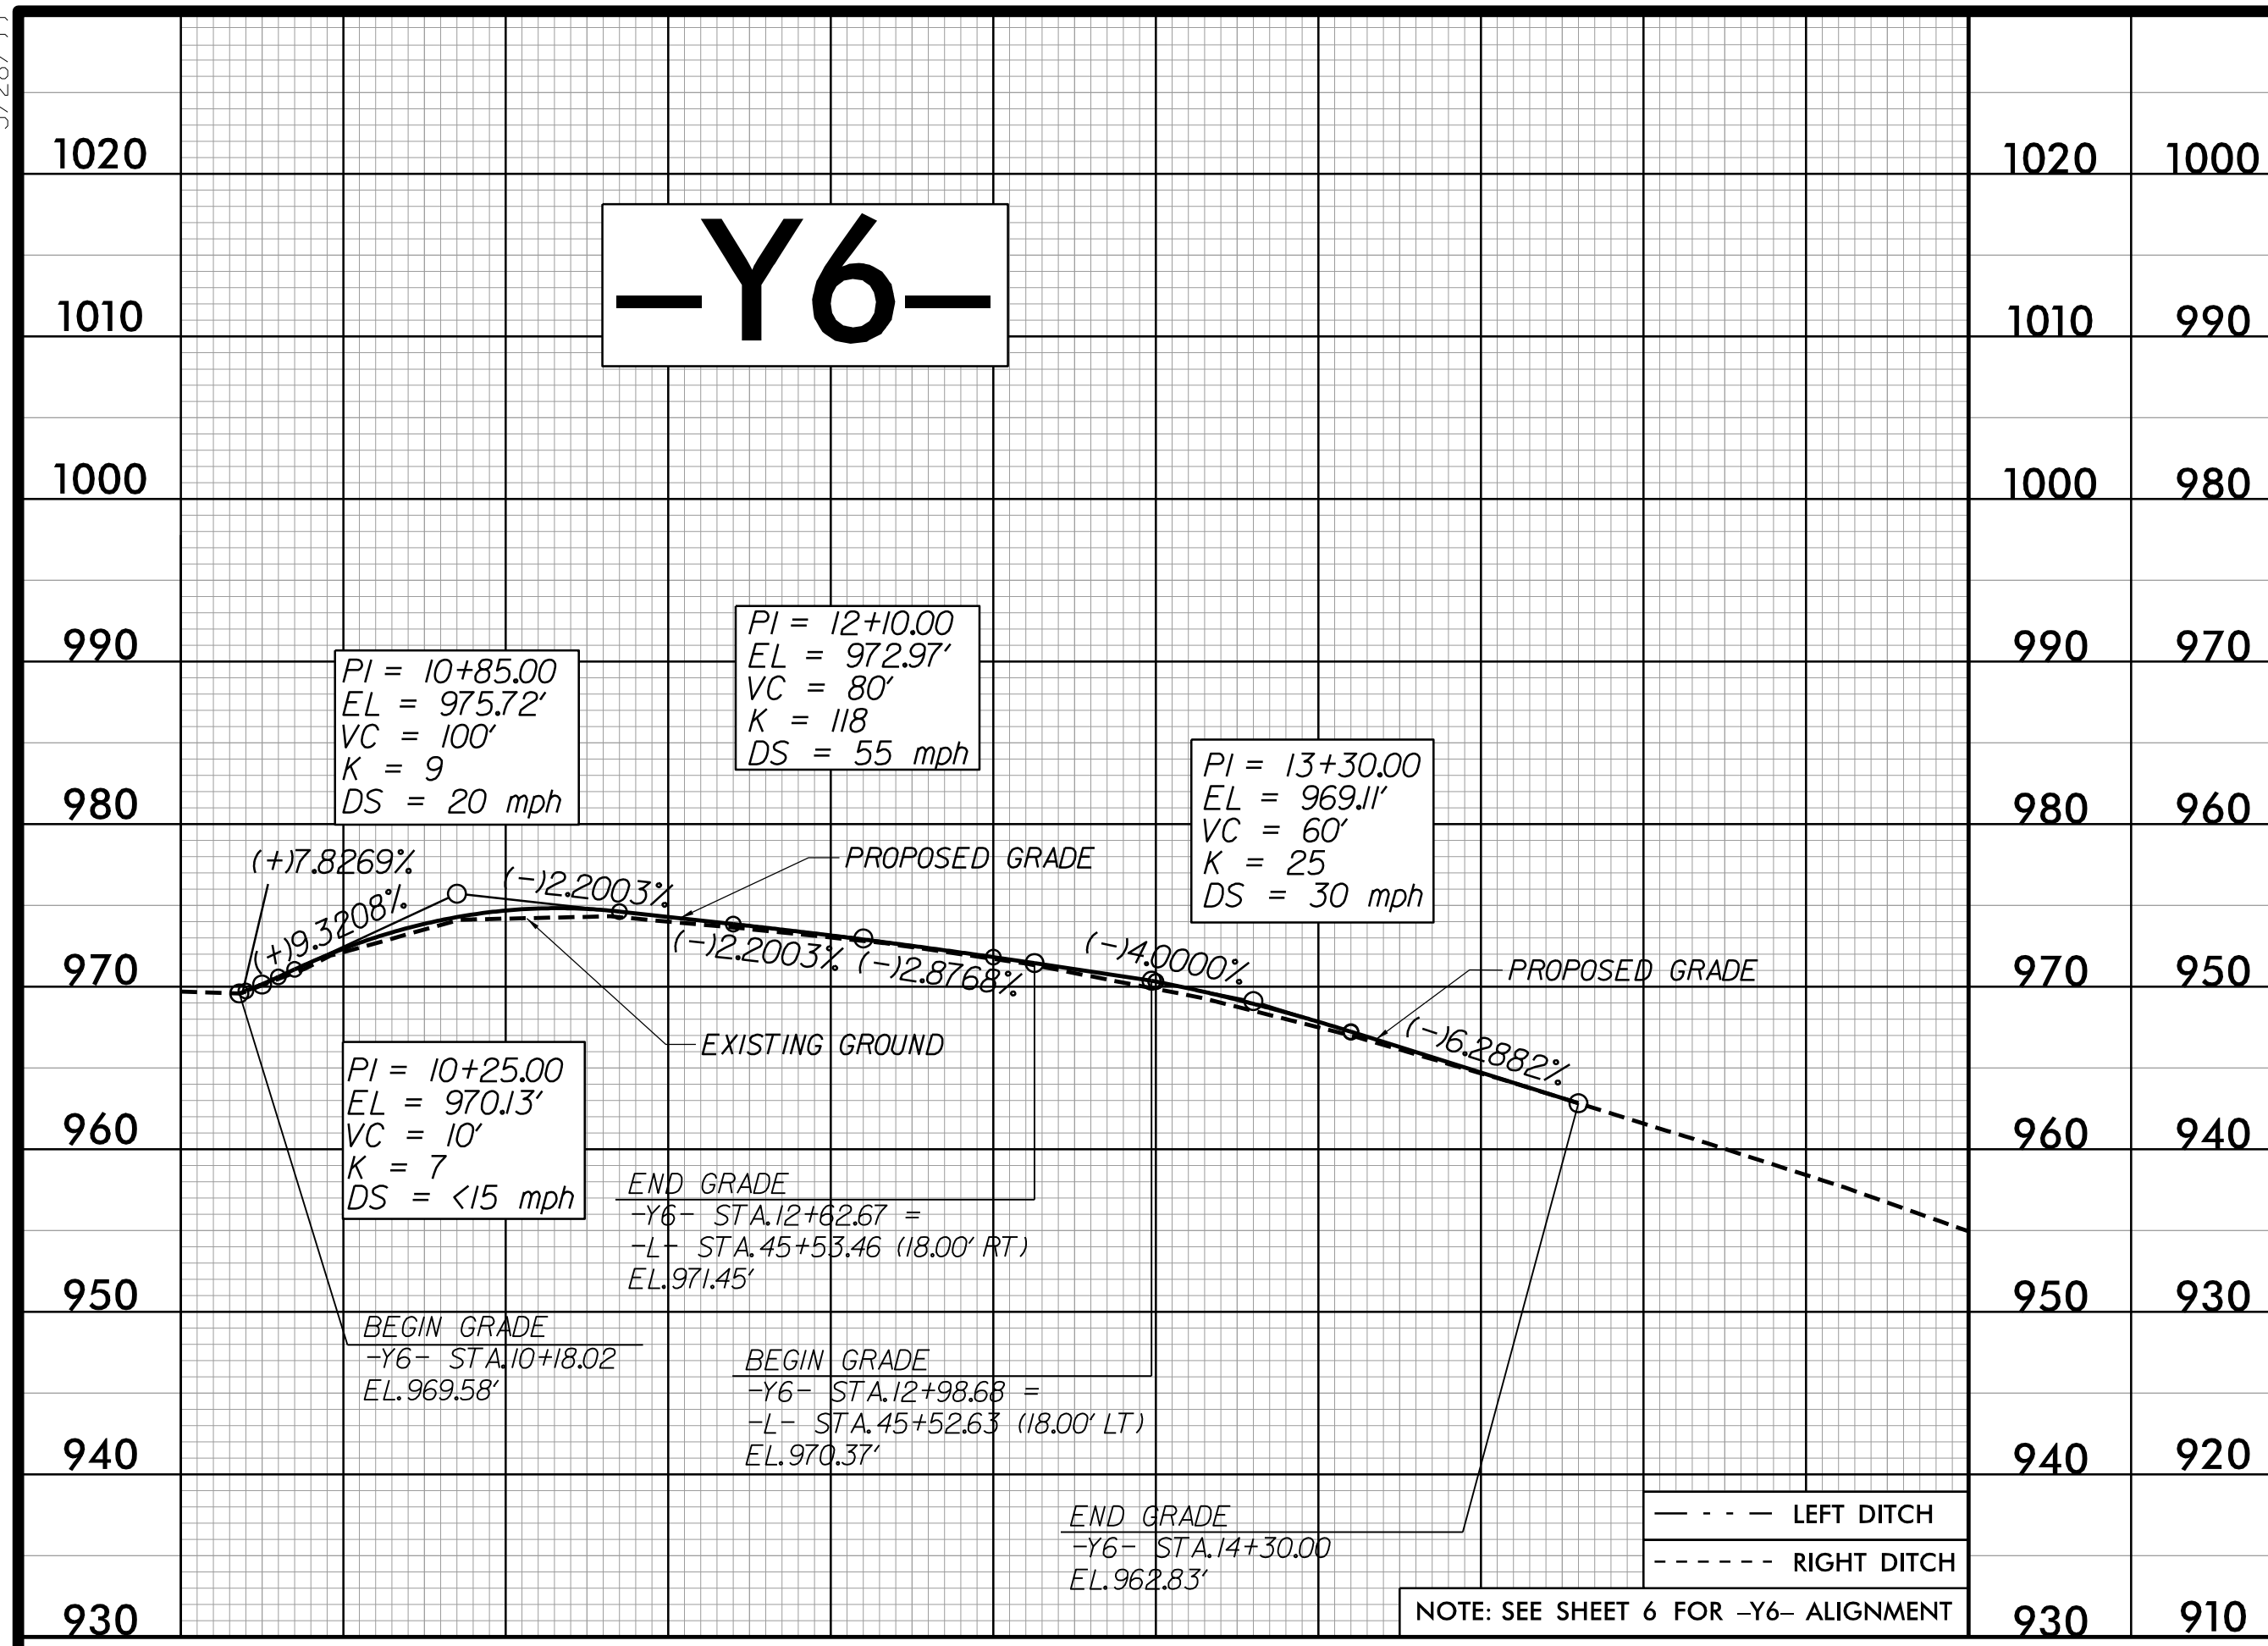 1020
1010
1000
990
980
970
960
950
940
930
–Y6–
PI = 10+85.00
EL = 975.72'
VC = 100'
K = 9
DS = 20 mph
PI = 12+10.00
EL = 972.97'
VC = 80'
K = 118
DS = 55 mph
PI = 13+30.00
EL = 969.11'
VC = 60'
K = 25
DS = 30 mph
(+)7.8269%
(+)9.3208%
(-)2.2003%
PROPOSED GRADE
(-)2.2003%
(-)2.8768%
(-)4.0000%
PROPOSED GRADE
(-)6.2882%
EXISTING GROUND
PI = 10+25.00
EL = 970.13'
VC = 10'
K = 7
DS = <15 mph
END GRADE
-Y6- STA.12+62.67 =
-L- STA.45+53.46 (18.00' RT)
EL.971.45'
BEGIN GRADE
-Y6- STA.10+18.02
EL.969.58'
BEGIN GRADE
-Y6- STA.12+98.68 =
-L- STA.45+52.63 (18.00' LT)
EL.970.37'
END GRADE
-Y6- STA.14+30.00
EL.962.83'
LEFT DITCH
RIGHT DITCH
NOTE: SEE SHEET 6 FOR –Y6– ALIGNMENT
1020
1010
1000
990
980
970
960
950
940
930
1000
990
980
970
960
950
940
930
920
910